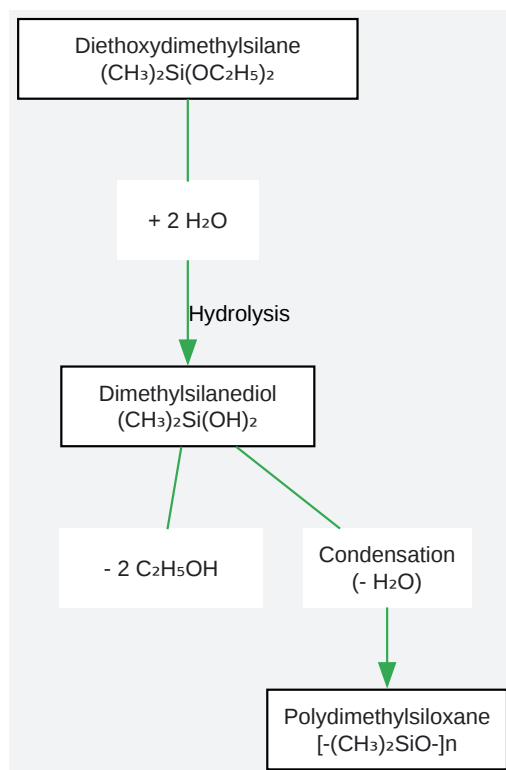 Diethoxydimethylsilane
(CH₃)₂Si(OC₂H₅)₂
+ 2 H₂O
Hydrolysis
Dimethylsilanediol
(CH₃)₂Si(OH)₂
- 2 C₂H₅OH
Condensation
(- H₂O)
Polydimethylsiloxane
[-(CH₃)₂SiO-]n